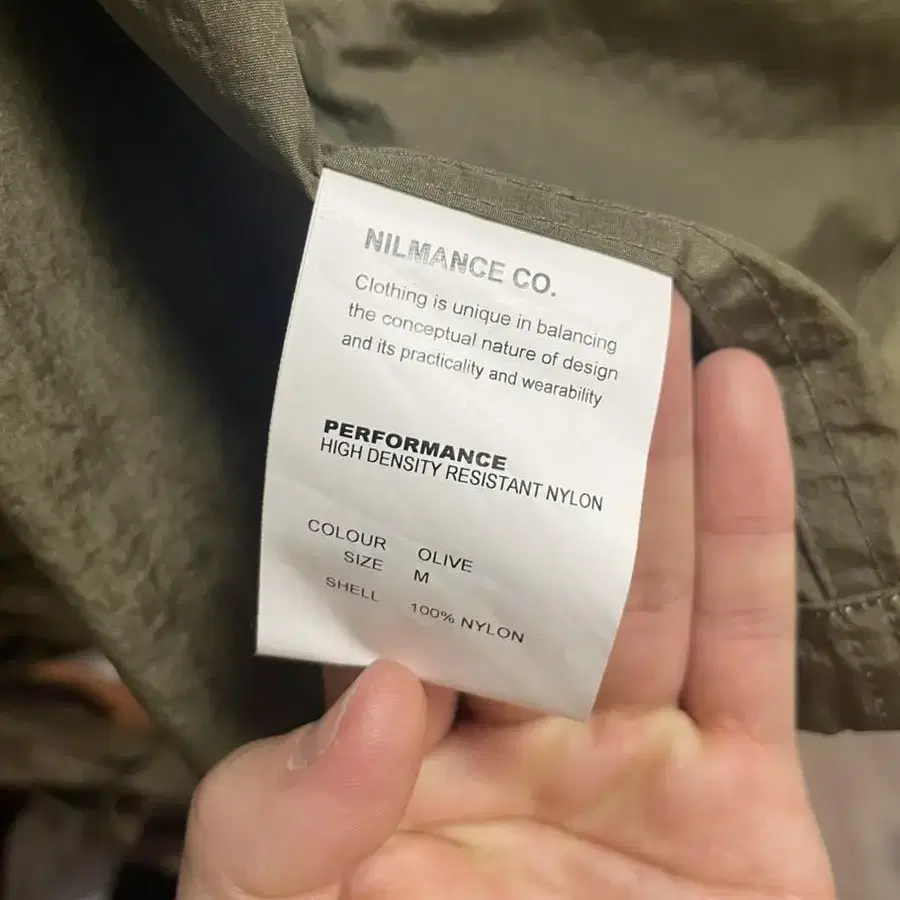 NILMANCE CO.
Clothing is unique in balancing
the conceptual nature of design
and its practicality and wearability
PERFORMANCE
HIGH DENSITY RESISTANT NYLON
COLOUR OLIVE
SIZE M
SHELL 100% NYLON